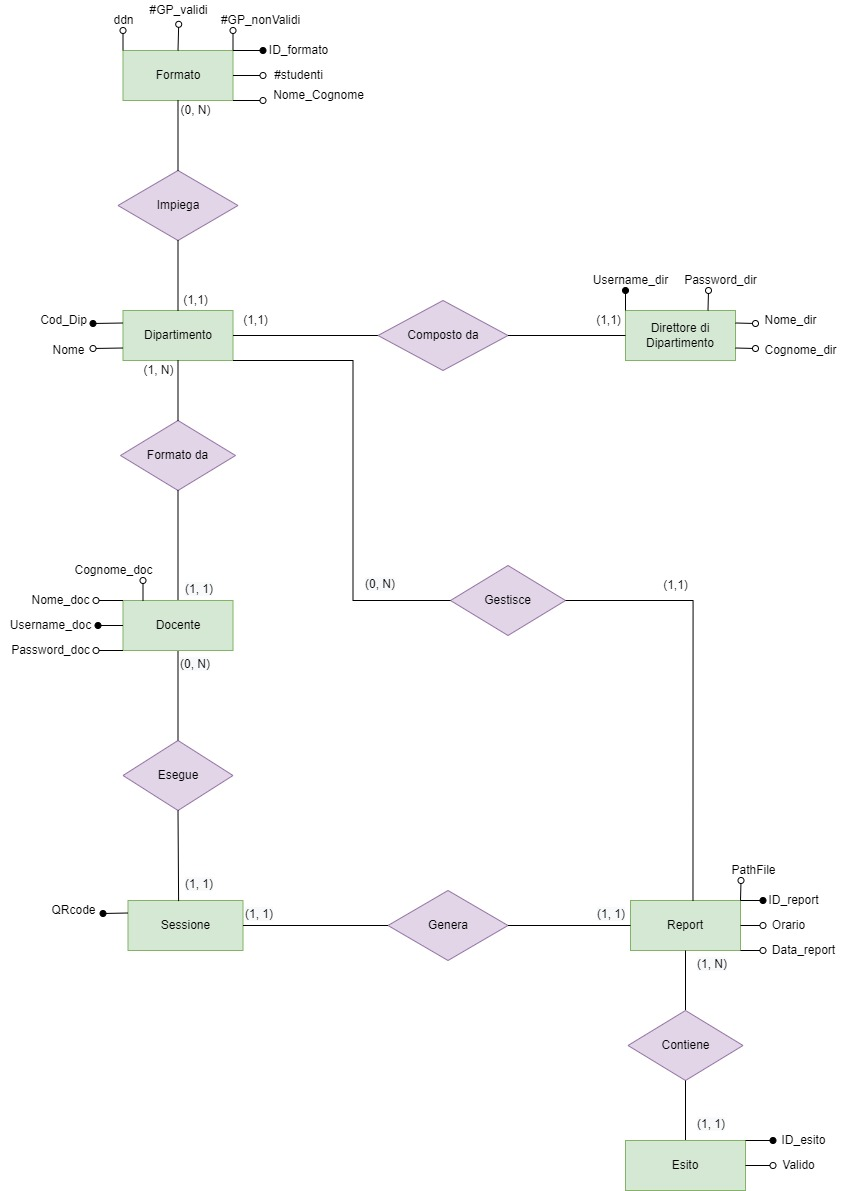 #GP_validi
ddn
#GP_nonValidi
ID_formato
Formato
#studenti
Nome_Cognome
(0, N)
Impiega
(1,1)
Username_dir
Password_dir
Cod_Dip
(1,1)
(1,1)
Nome_dir
Dipartimento
Composto da
Direttore di
Dipartimento
Nome
Cognome_dir
(1, N)
Formato da
Cognome_doc
(1, 1)
(0, N)
(1,1)
Nome_doc
Gestisce
Username_doc
Docente
Password_doc
(0, N)
Esegue
(1, 1)
PathFile
QRcode
(1, 1)
(1, 1)
ID_report
Sessione
Genera
Report
Orario
Data_report
(1, N)
Contiene
(1, 1)
ID_esito
Esito
Valido